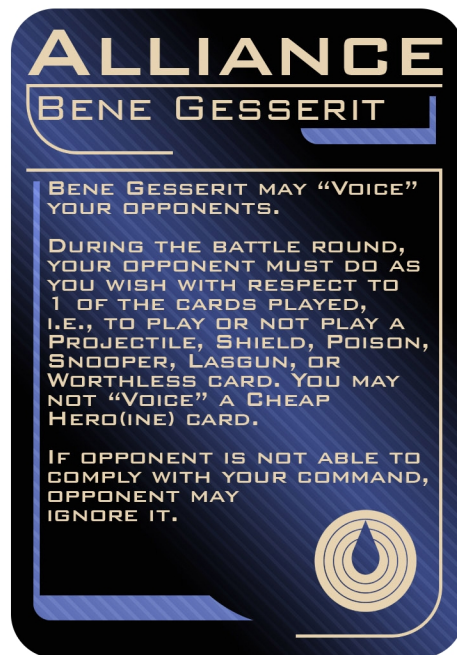 ALLIANCE
BENE GESSERIT
BENE GESSERIT MAY “VOICE”
YOUR OPPONENTS.
DURING THE BATTLE ROUND,
YOUR OPPONENT MUST DO AS
YOU WISH WITH RESPECT TO
1 OF THE CARDS PLAYED,
I.E., TO PLAY OR NOT PLAY A
PROJECTILE, SHIELD, POISON,
SNOOPER, LASGUN, OR
WORTHLESS CARD. YOU MAY
NOT “VOICE” A CHEAP
HERO(INE) CARD.
IF OPPONENT IS NOT ABLE TO
COMPLY WITH YOUR COMMAND,
OPPONENT MAY
IGNORE IT.